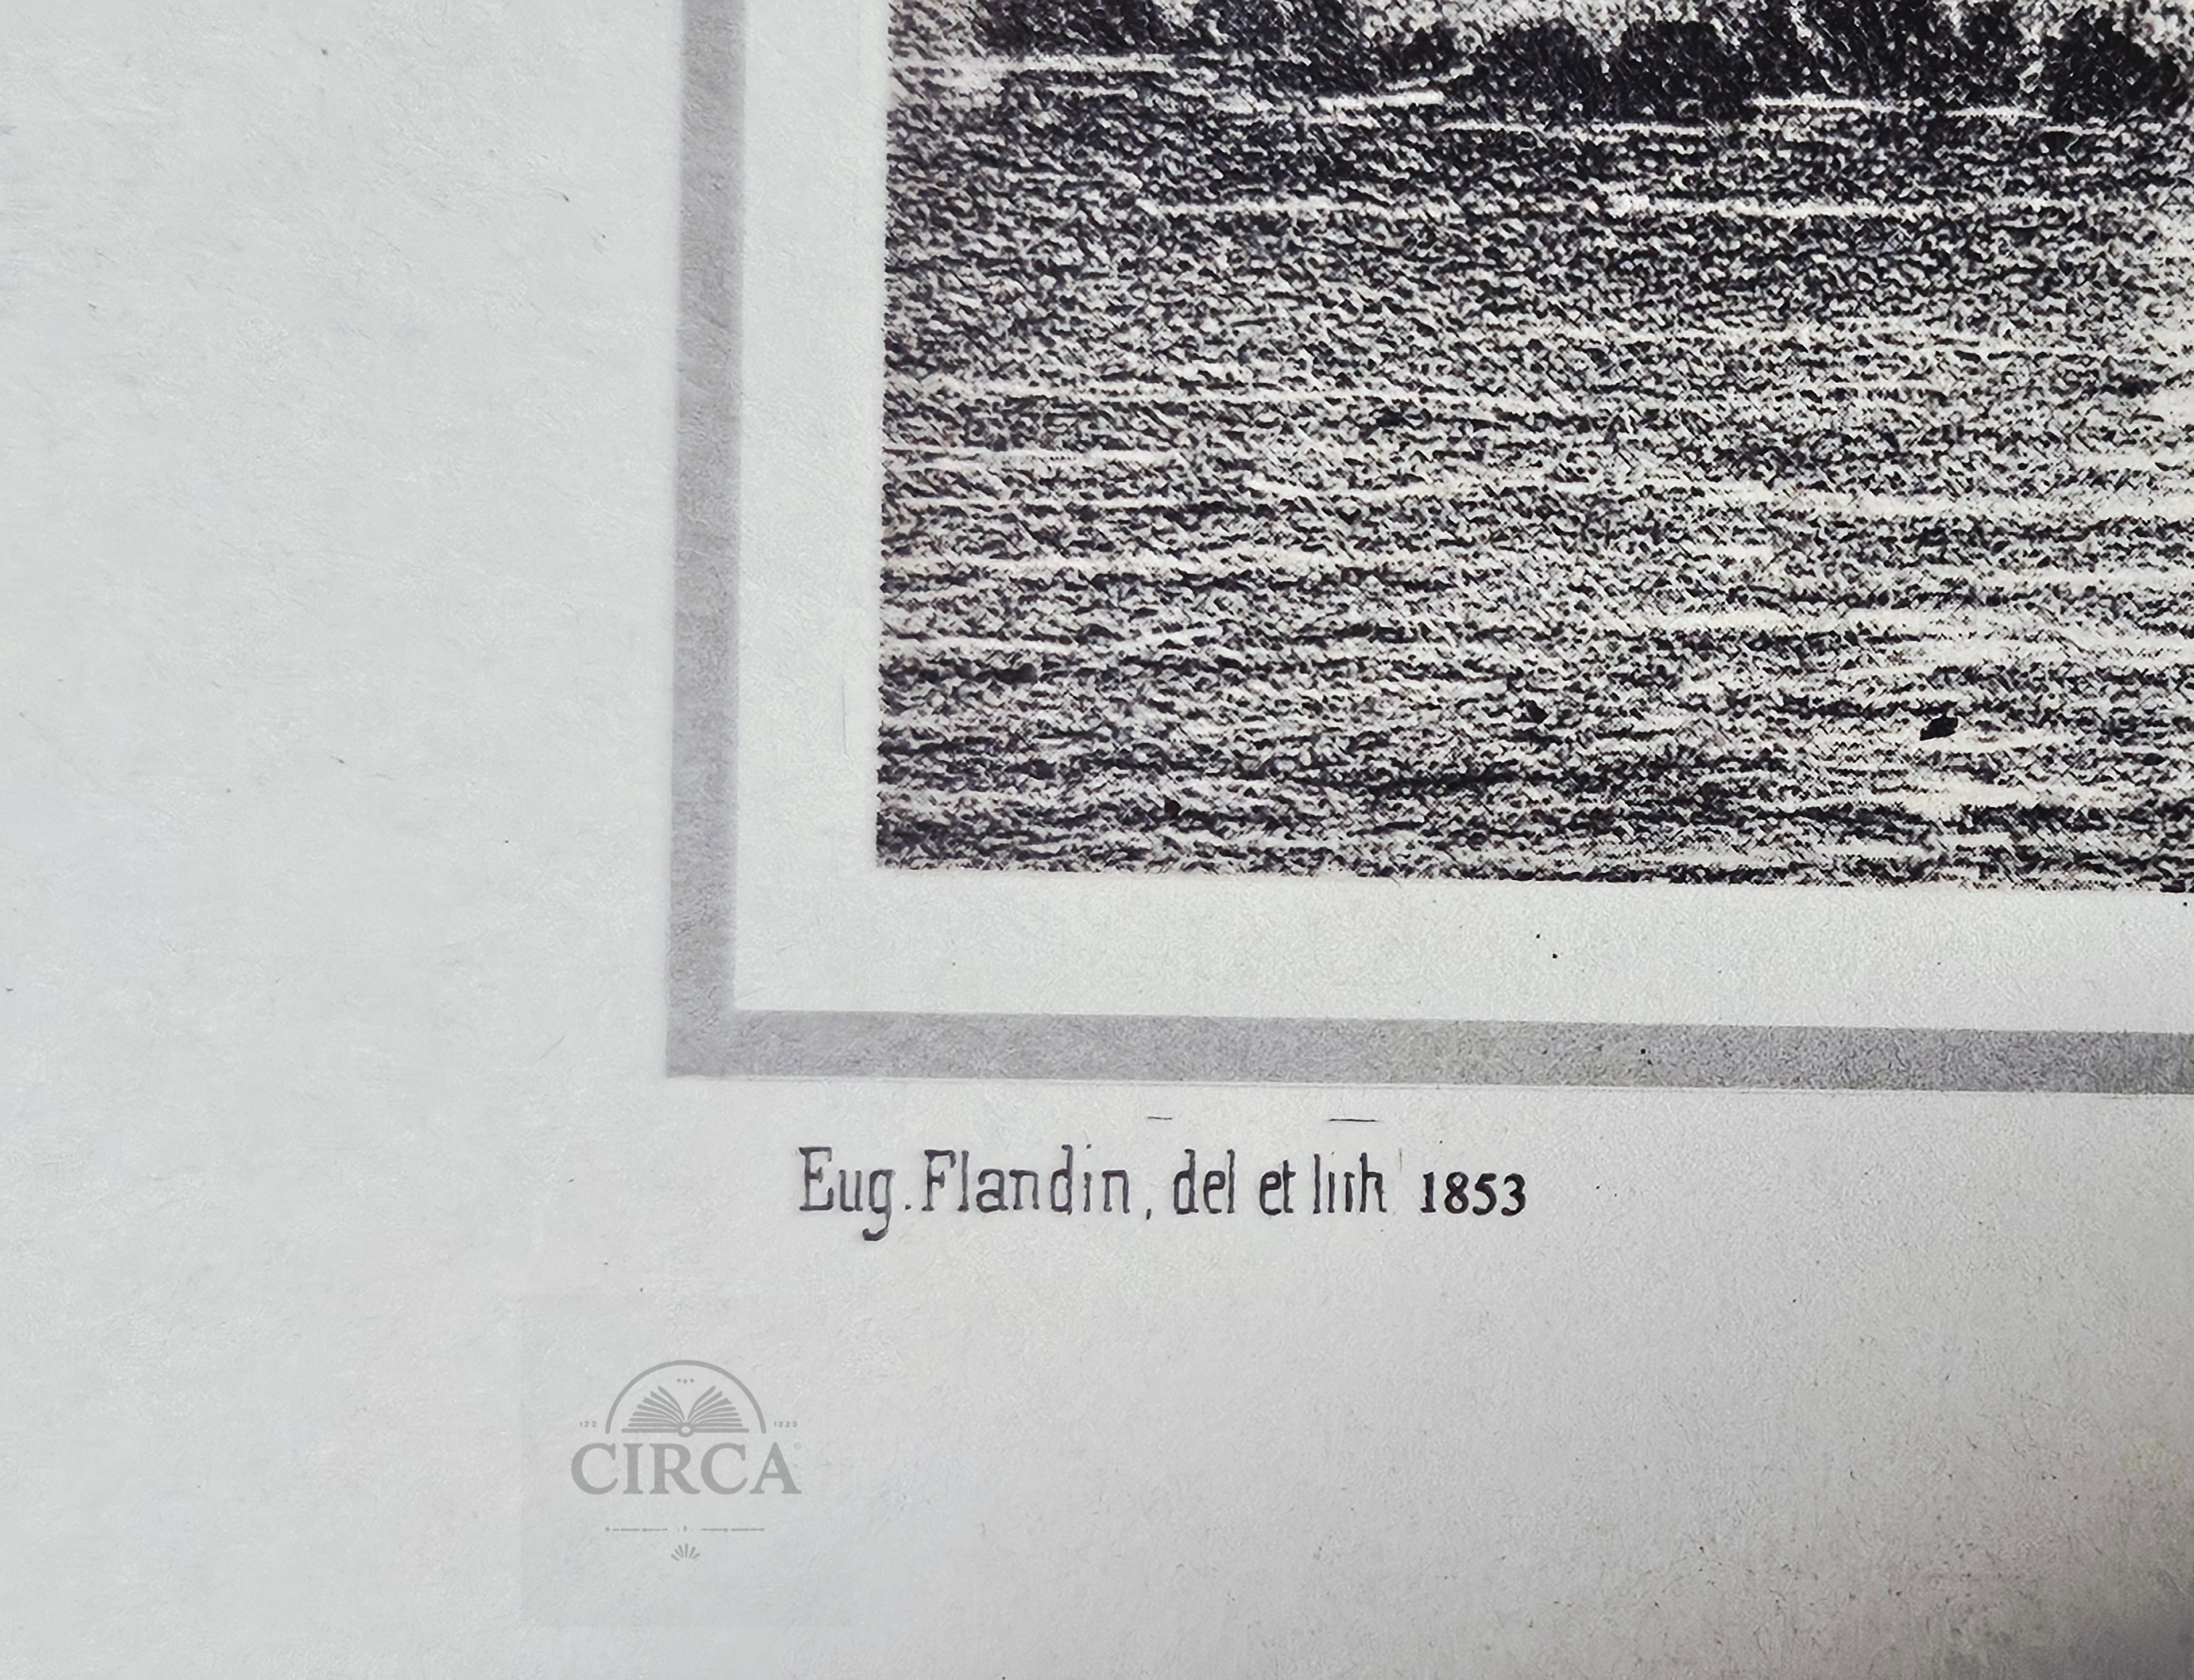 Eug. Flandin, del et lith 1853
CIRCA